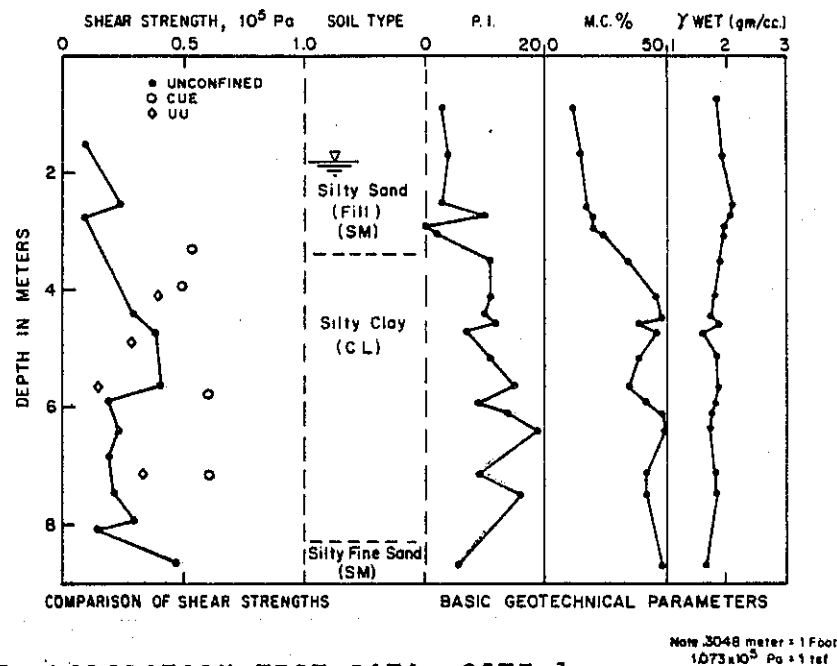 SHEAR STRENGTH, 10⁵ Pa SOIL TYPE P. I. M.C. % γ WET (gm/cc.)
0 0.5 1.0 0 20 0 50 1 2 3
• UNCONFINED
○ CUE
◇ UU
2
4
6
8
DEPTH IN METERS
Silty Sand
(Fill)
(SM)
Silty Clay
(CL)
Silty Fine Sand
(SM)
COMPARISON OF SHEAR STRENGTHS BASIC GEOTECHNICAL PARAMETERS
Note .3048 meter = 1 Foot
1.073x10⁵ Pa = 1 tsf